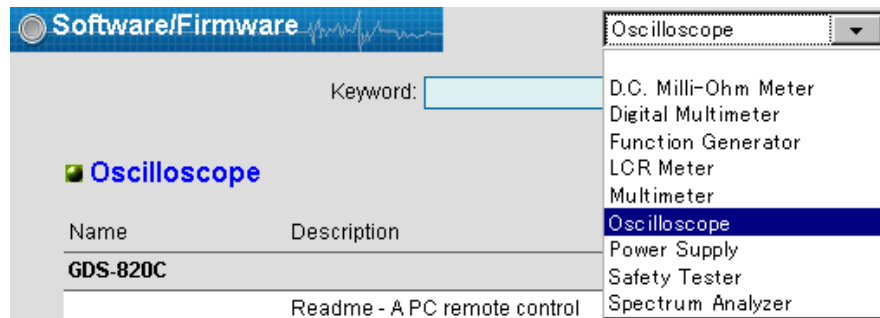 Software/Firmware
Oscilloscope
Keyword:
D.C. Milli-Ohm Meter
Digital Multimeter
Function Generator
LCR Meter
Multimeter
Oscilloscope
Power Supply
Safety Tester
Spectrum Analyzer
Oscilloscope
Name Description
GDS-820C
Readme - A PC remote control